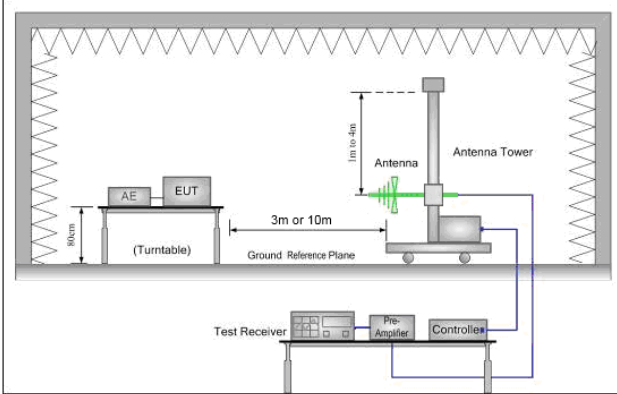 1m to 4m
Antenna
Antenna Tower
AE
EUT
3m or 10m
80cm
(Turntable)
Ground Reference Plane
Test Receiver
Pre-
Amplifier
Controller